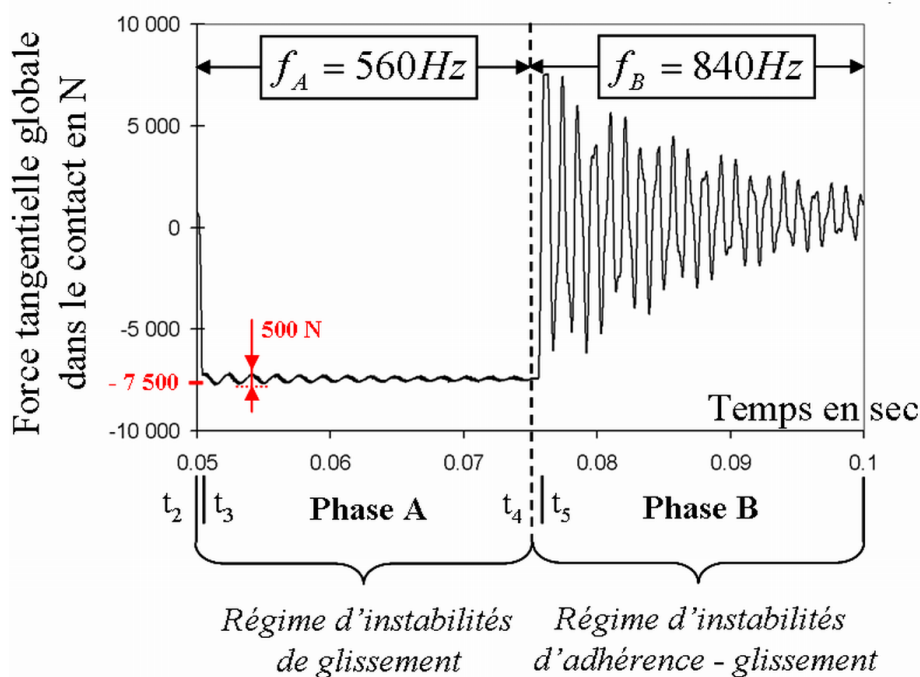 Force tangentielle globale
dans le contact en N
10 000
5 000
0
-5 000
- 7 500
-10 000
f_A = 560Hz
f_B = 840Hz
500 N
Temps en sec
0.05 0.06 0.07 0.08 0.09 0.1
t2 t3 Phase A t4 t5 Phase B
Régime d'instabilités
de glissement
Régime d'instabilités
d'adhérence - glissement